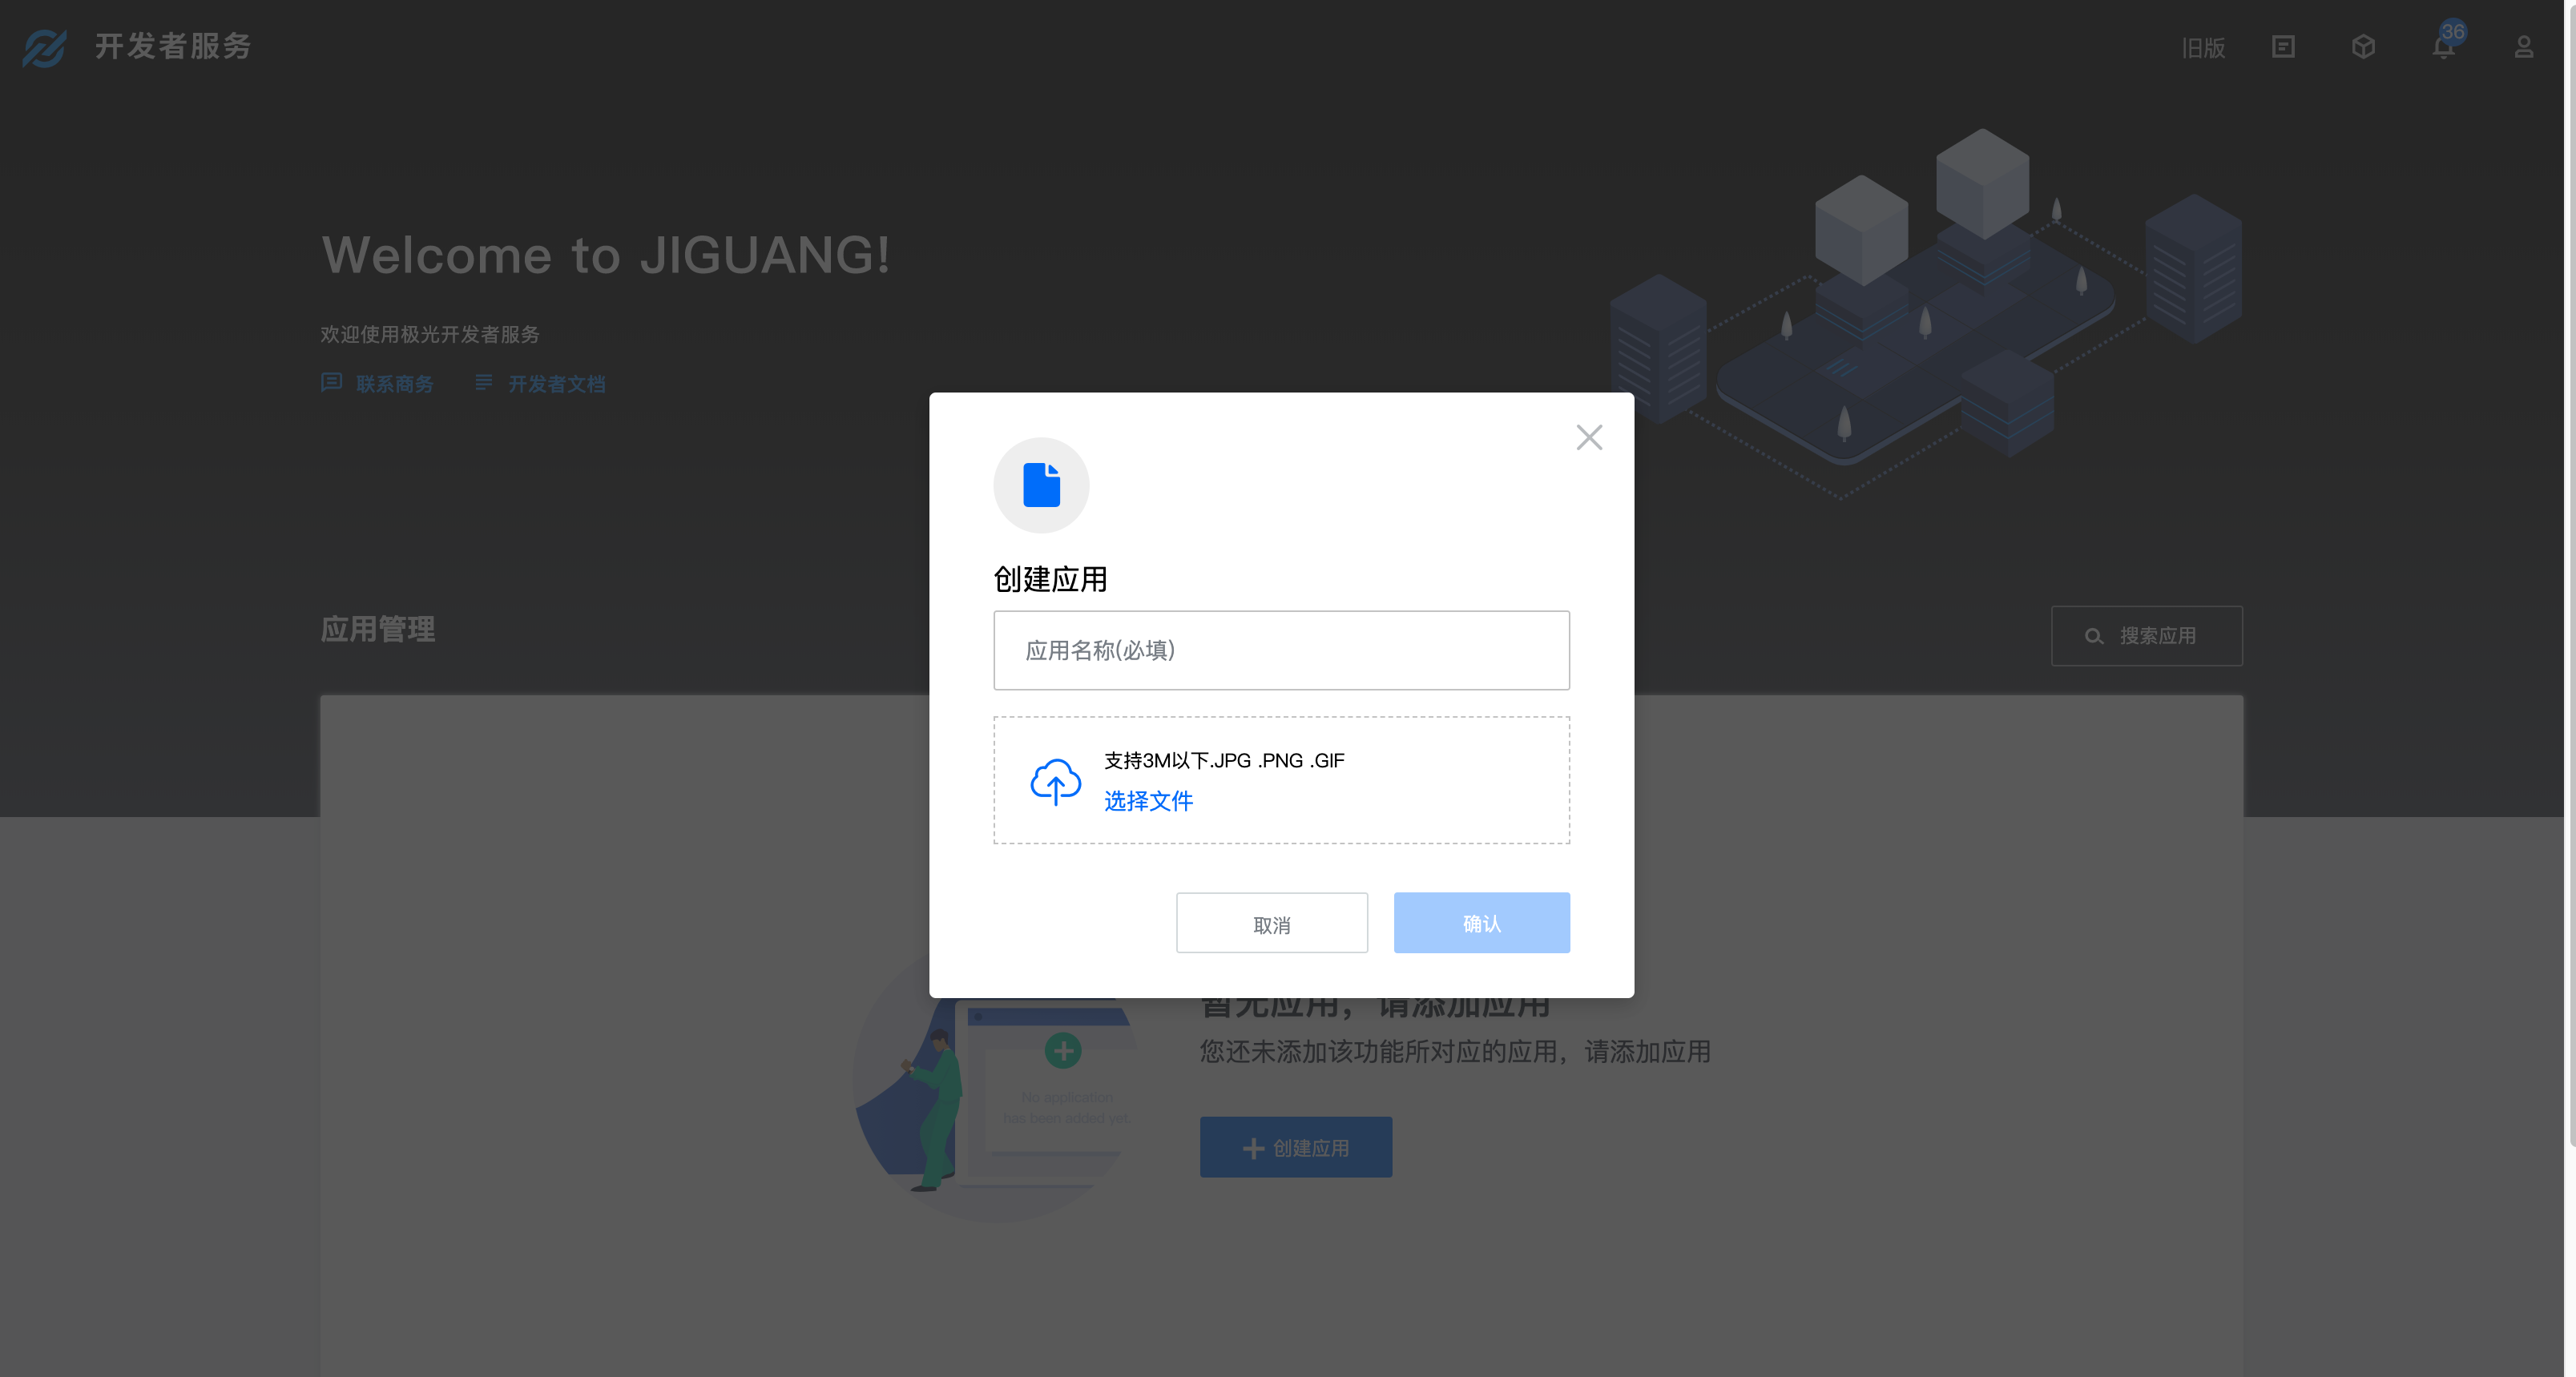 开发者服务
旧版
36
Welcome to JIGUANG!
欢迎使用极光开发者服务
联系商务
开发者文档
应用管理
搜索应用
创建应用
应用名称(必填)
支持3M以下.JPG .PNG .GIF
选择文件
取消
确认
暂无应用，请添加应用
您还未添加该功能所对应的应用，请添加应用
No application
has been added yet.
创建应用